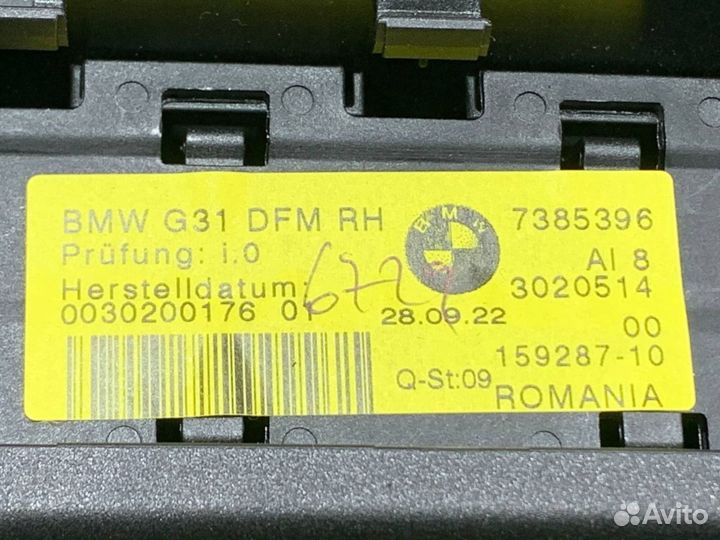 BMW G31 DFM RH
BMW
7385396
Prüfung: i.0
AI 8
Herstelldatum:
3020514
0030200176 01
28.09.22
00
159287-10
Q-St:09
ROMANIA
Avito